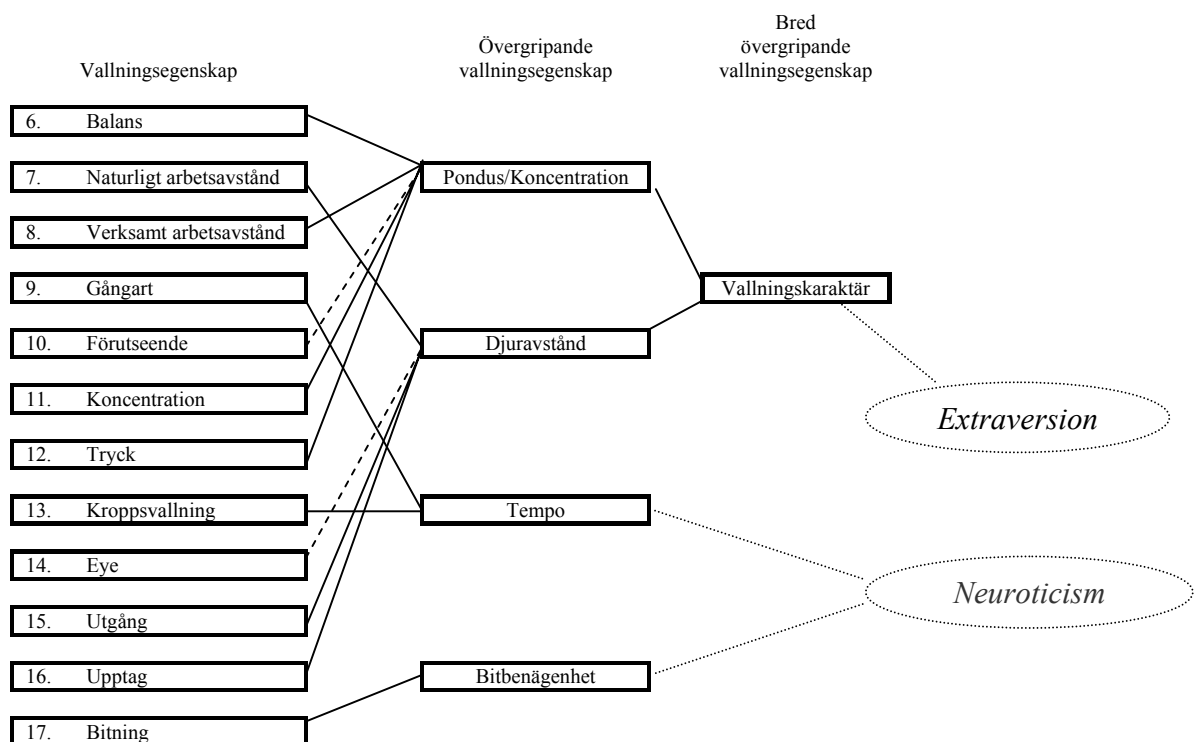 Vallningsegenskap
Övergripande
vallningsegenskap
Bred
övergripande
vallningsegenskap
6. Balans
7. Naturligt arbetsavstånd
8. Verksamt arbetsavstånd
9. Gångart
10. Förutseende
11. Koncentration
12. Tryck
13. Kroppsvallning
14. Eye
15. Utgång
16. Upptag
17. Bitning
Pondus/Koncentration
Djuravstånd
Tempo
Bitbenägenhet
Vallningskaraktär
Extraversion
Neuroticism